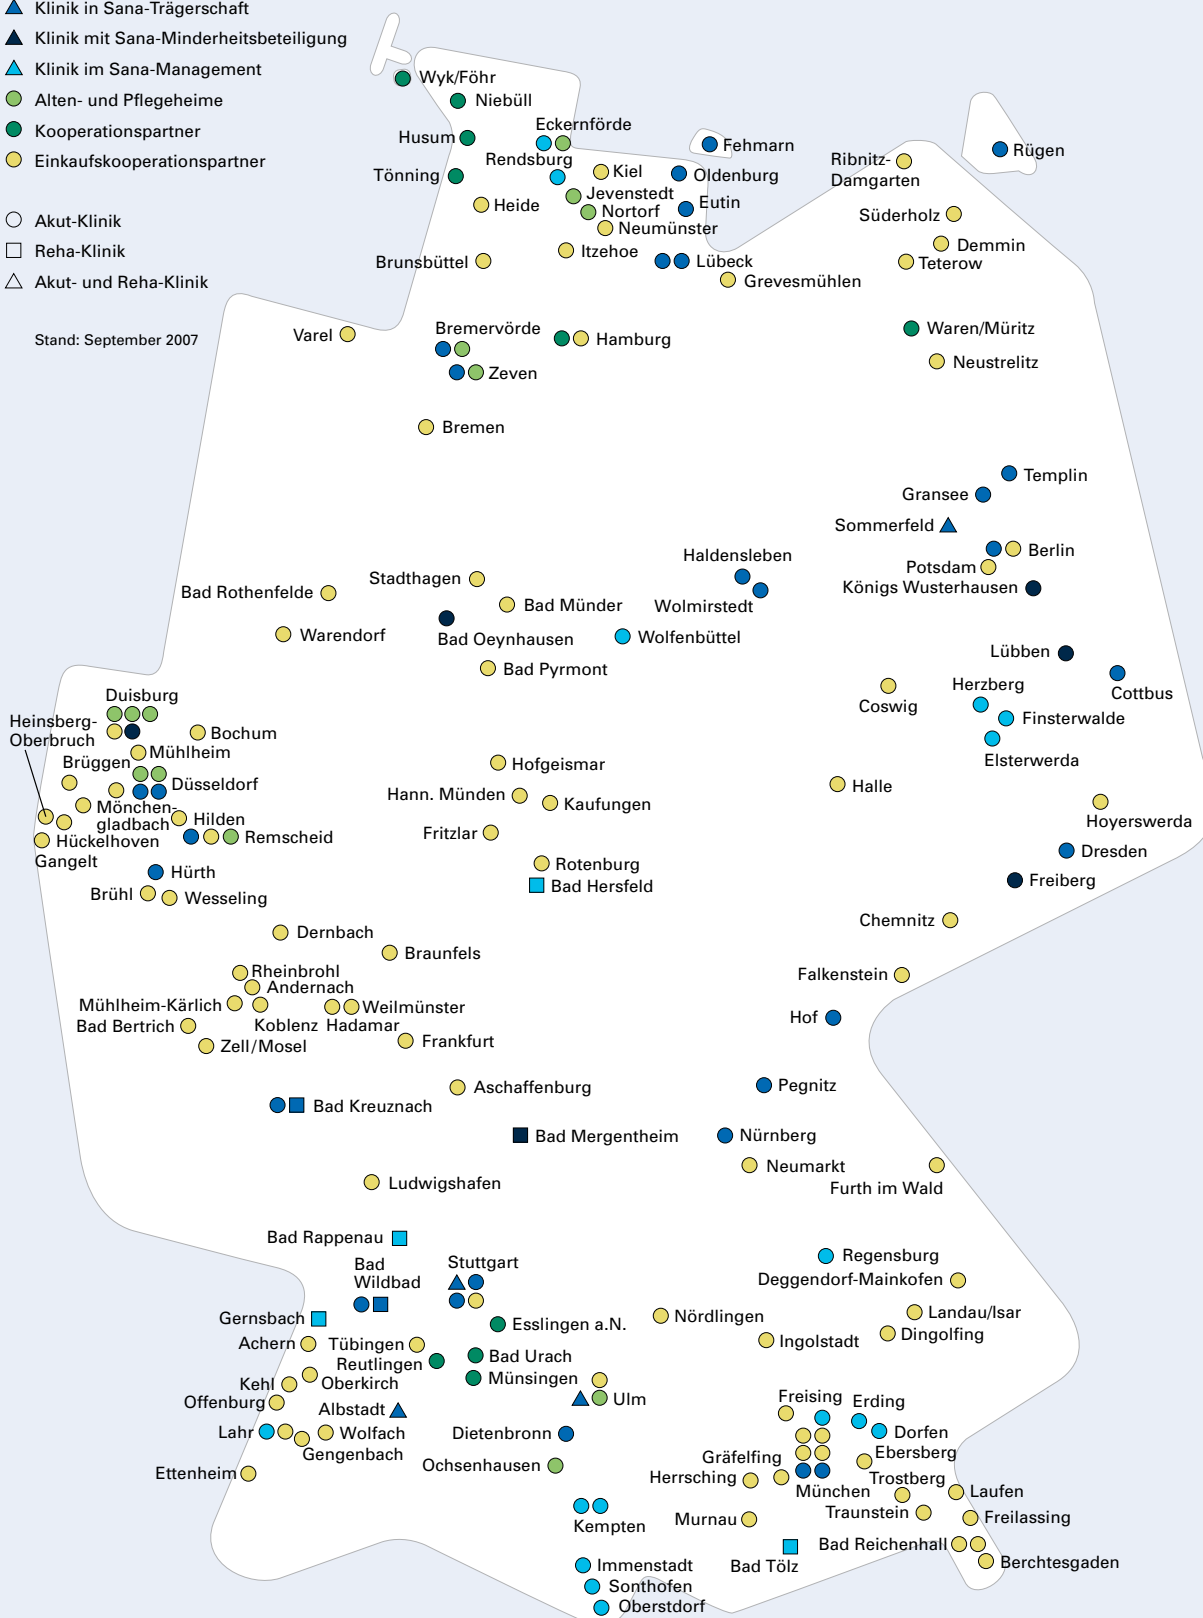 Klinik in Sana-Trägerschaft
Klinik mit Sana-Minderheitsbeteiligung
Klinik im Sana-Management
Alten- und Pflegeheime
Kooperationspartner
Einkaufskooperationspartner
Akut-Klinik
Reha-Klinik
Akut- und Reha-Klinik
Stand: September 2007
Wyk/Föhr
Niebüll
Eckernförde
Husum
Fehmarn
Rügen
Rendsburg
Ribnitz-
Damgarten
Tönning
Kiel
Oldenburg
Jevenstedt
Heide
Nortorf
Eutin
Süderholz
Neumünster
Demmin
Itzehoe
Brunsbüttel
Lübeck
Teterow
Grevesmühlen
Varel
Bremervörde
Hamburg
Waren/Müritz
Zeven
Neustrelitz
Bremen
Templin
Gransee
Sommerfeld
Berlin
Haldensleben
Potsdam
Stadthagen
Königs Wusterhausen
Bad Rothenfelde
Bad Münder
Wolmirstedt
Warendorf
Bad Oeynhausen
Wolfenbüttel
Lübben
Bad Pyrmont
Herzberg
Cottbus
Duisburg
Coswig
Finsterwalde
Heinsberg-
Oberbruch
Bochum
Mühlheim
Elsterwerda
Brüggen
Hofgeismar
Düsseldorf
Halle
Hann. Münden
Kaufungen
Mönchen-
gladbach
Hilden
Hoyerswerda
Hückelhoven
Remscheid
Fritzlar
Gangelt
Rotenburg
Dresden
Hürth
Bad Hersfeld
Freiberg
Brühl
Wesseling
Chemnitz
Dernbach
Braunfels
Rheinbrohl
Falkenstein
Andernach
Mühlheim-Kärlich
Weilmünster
Koblenz
Hadamar
Hof
Bad Bertrich
Zell/Mosel
Frankfurt
Aschaffenburg
Pegnitz
Bad Kreuznach
Bad Mergentheim
Nürnberg
Neumarkt
Ludwigshafen
Furth im Wald
Bad Rappenau
Regensburg
Bad
Wildbad
Stuttgart
Deggendorf-Mainkofen
Gernsbach
Esslingen a.N.
Nördlingen
Landau/Isar
Achern
Tübingen
Ingolstadt
Dingolfing
Reutlingen
Bad Urach
Kehl
Oberkirch
Münsingen
Offenburg
Albstadt
Ulm
Freising
Erding
Lahr
Wolfach
Dietenbronn
Dorfen
Gengenbach
Ebersberg
Gräfelfing
Ettenheim
Ochsenhausen
Herrsching
Trostberg
München
Laufen
Traunstein
Kempten
Murnau
Freilassing
Bad Reichenhall
Bad Tölz
Berchtesgaden
Immenstadt
Sonthofen
Oberstdorf